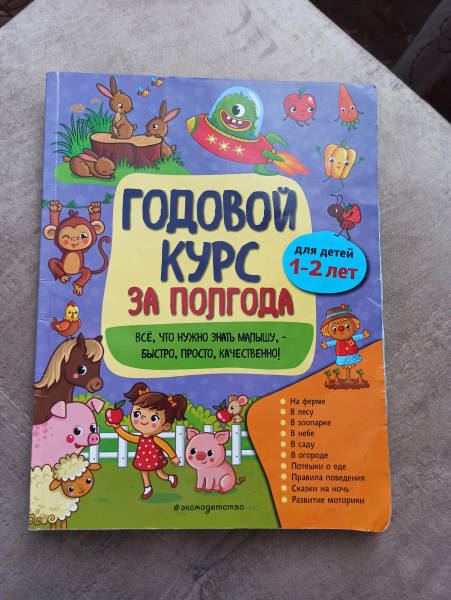 ГОДОВОЙ
КУРС
ЗА ПОЛГОДА
для детей
1-2 лет
ВСЁ, ЧТО НУЖНО ЗНАТЬ МАЛЫШУ, –
БЫСТРО, ПРОСТО, КАЧЕСТВЕННО!
На ферме
В лесу
В зоопарке
В небе
В саду
В огороде
Потешки о еде
Правила поведения
Сказки на ночь
Развитие моторики
#эксмодетство